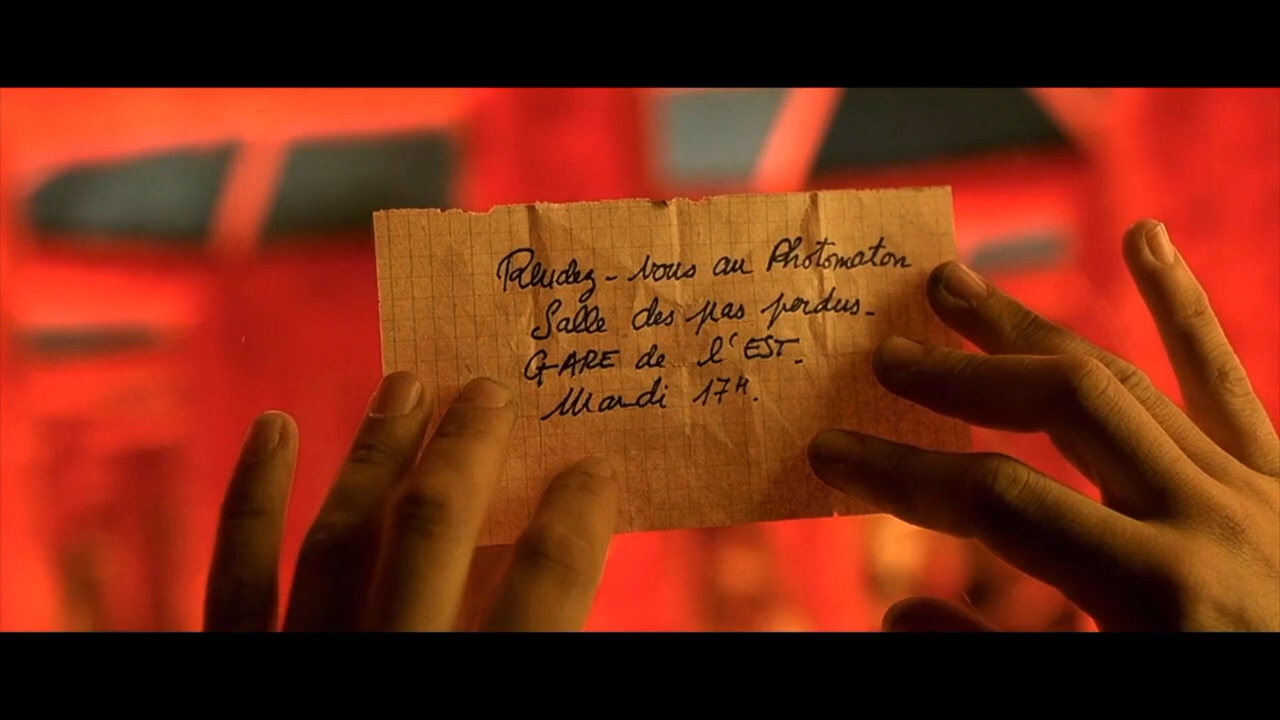 Rendez-vous au Photomaton
Salle des pas perdus.
GARE de l'EST.
Mardi 17H.